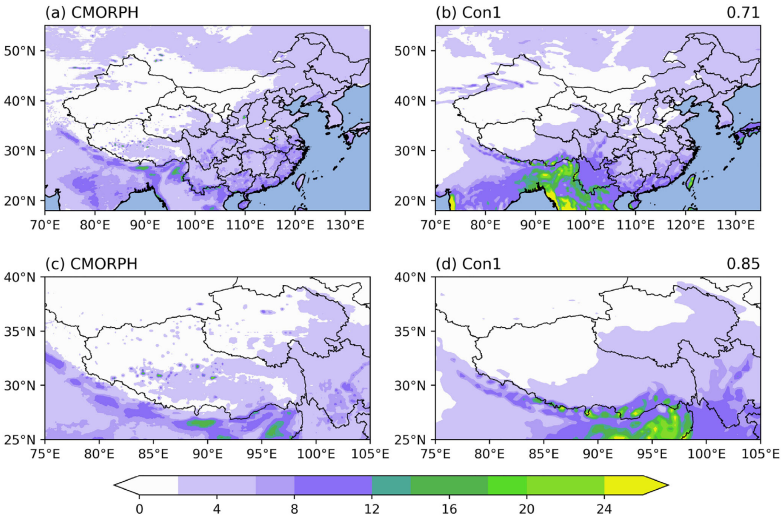 (a) CMORPH
(b) Con1 0.71
50°N 50°N
40°N 40°N
30°N 30°N
20°N 20°N
70°E 80°E 90°E 100°E 110°E 120°E 130°E 70°E 80°E 90°E 100°E 110°E 120°E 130°E
(c) CMORPH
(d) Con1 0.85
40°N 40°N
35°N 35°N
30°N 30°N
25°N 25°N
75°E 80°E 85°E 90°E 95°E 100°E 105°E 75°E 80°E 85°E 90°E 95°E 100°E 105°E
0 4 8 12 16 20 24